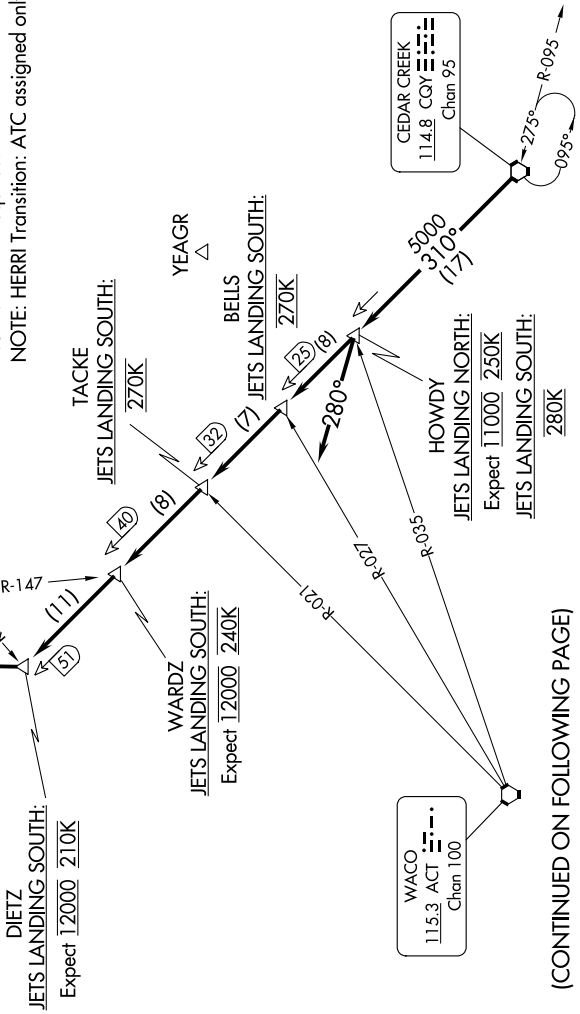 NOTE: HERRI Transition: ATC assigned onl
CEDAR CREEK
114.8 CQY
Chan 95
R-095
275°
095°
5000
310°
(17)
YEAGR
BELLS
JETS LANDING SOUTH:
270K
TACKE
JETS LANDING SOUTH:
270K
25
(8)
280°
HOWDY
JETS LANDING NORTH:
Expect 11000 250K
JETS LANDING SOUTH:
280K
(7)
32
(8)
40
R-147
(11)
51
WARDZ
JETS LANDING SOUTH:
Expect 12000 240K
DIETZ
JETS LANDING SOUTH:
Expect 12000 210K
R-021
R-027
R-035
WACO
115.3 ACT
Chan 100
(CONTINUED ON FOLLOWING PAGE)